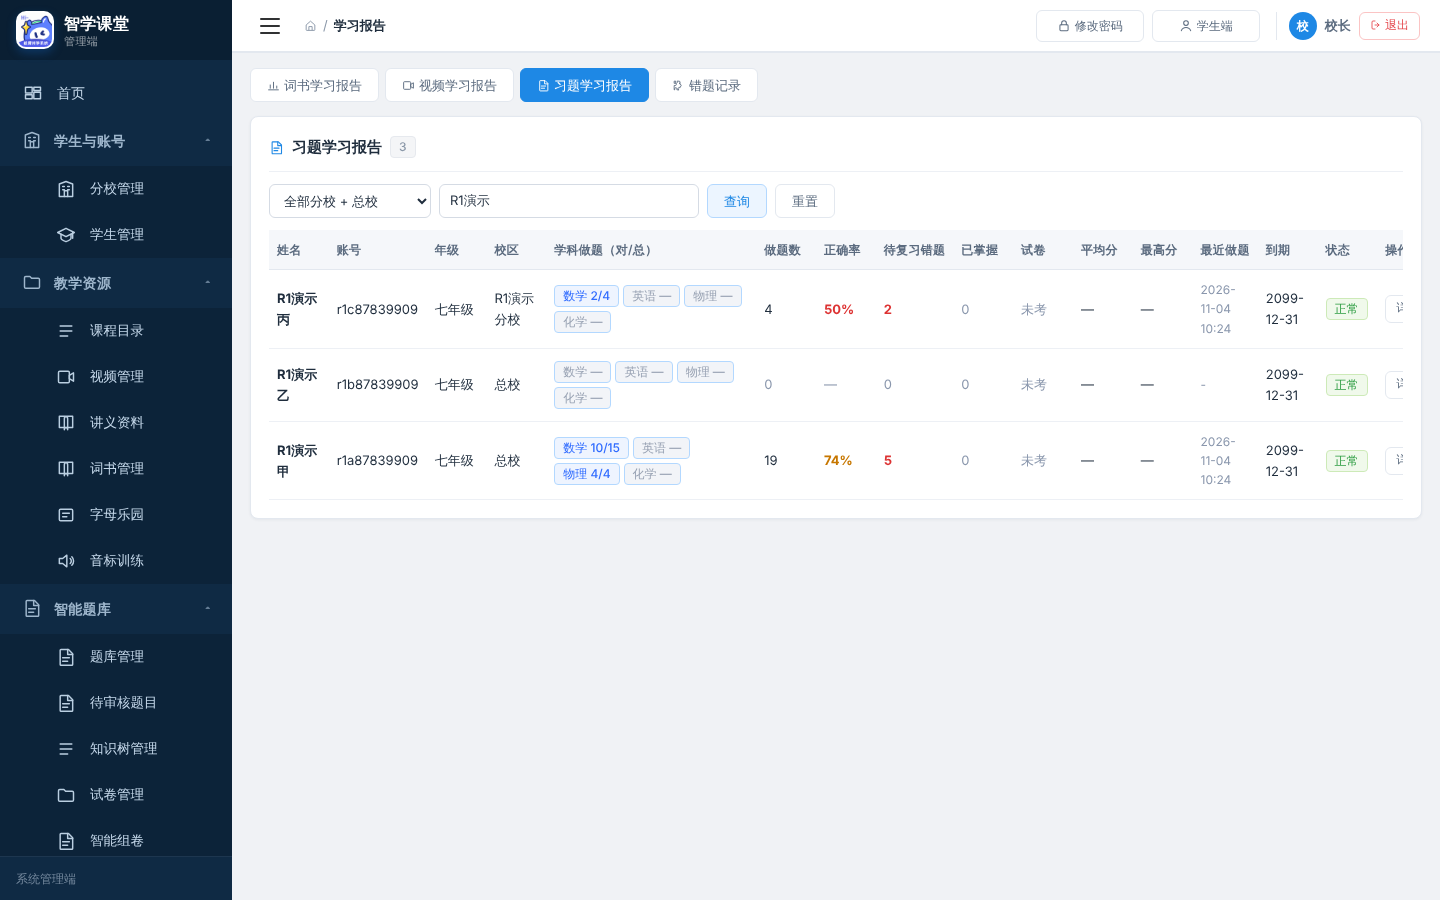 智学课堂
管理端
首页
学生与账号
分校管理
学生管理
教学资源
课程目录
视频管理
讲义资料
词书管理
字母乐园
音标训练
智能题库
题库管理
待审核题目
知识树管理
试卷管理
智能组卷
系统管理端
/ 学习报告
修改密码
学生端
校 校长
退出
词书学习报告
视频学习报告
习题学习报告
错题记录
习题学习报告 3
全部分校 + 总校
R1演示
查询
重置
姓名 账号 年级 校区 学科做题（对/总） 做题数 正确率 待复习错题 已掌握 试卷 平均分 最高分 最近做题 到期 状态 操作
R1演示丙 r1c87839909 七年级 R1演示分校 数学 2/4 英语 — 物理 — 化学 — 4 50% 2 0 未考 — — 2026-11-04 10:24 2099-12-31 正常 详
R1演示乙 r1b87839909 七年级 总校 数学 — 英语 — 物理 — 化学 — 0 — 0 0 未考 — — - 2099-12-31 正常 详
R1演示甲 r1a87839909 七年级 总校 数学 10/15 英语 — 物理 4/4 化学 — 19 74% 5 0 未考 — — 2026-11-04 10:24 2099-12-31 正常 详